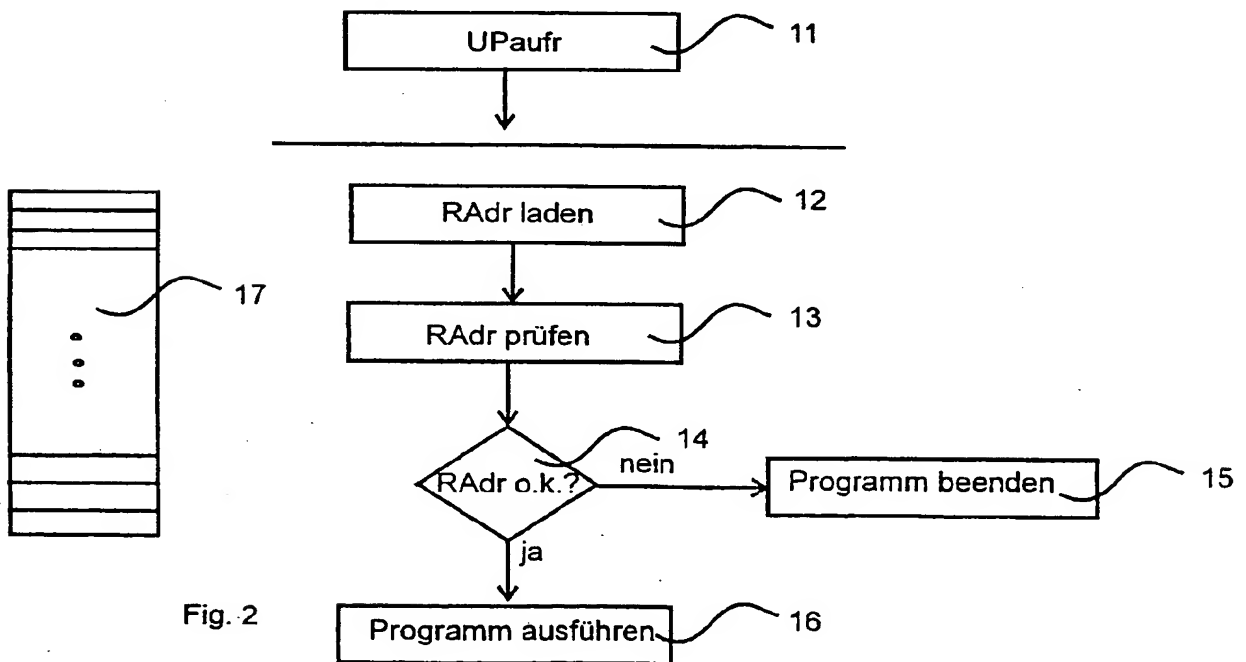 UPaufr
11
RAdr laden
12
17
RAdr prüfen
13
RAdr o.k.?
14
nein
Programm beenden
15
ja
Fig. 2
Programm ausführen
16